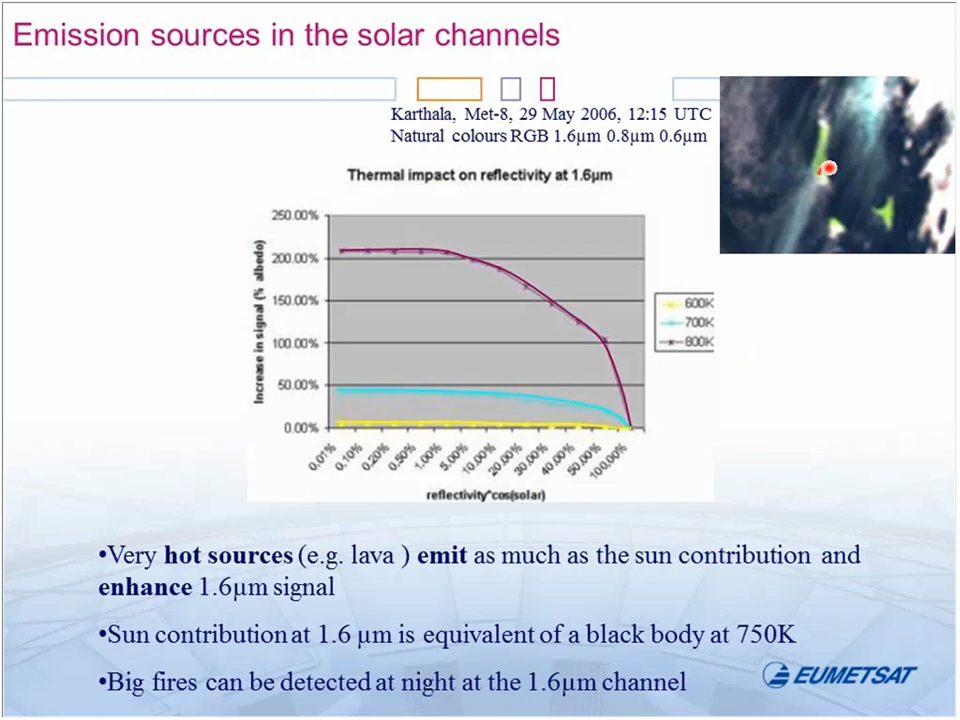 Emission sources in the solar channels
Karthala, Met-8, 29 May 2006, 12:15 UTC
Natural colours RGB 1.6µm 0.8µm 0.6µm
Thermal impact on reflectivity at 1.6µm
Increase in signal (% albedo)
250.00%
200.00%
150.00%
100.00%
50.00%
0.00%
600K
700K
800K
0.01%
0.10%
0.20%
0.50%
1.00%
5.00%
10.00%
20.00%
30.00%
40.00%
50.00%
100.00%
reflectivity*cos(solar)
•Very hot sources (e.g. lava ) emit as much as the sun contribution and
enhance 1.6µm signal
•Sun contribution at 1.6 µm is equivalent of a black body at 750K
•Big fires can be detected at night at the 1.6µm channel
EUMETSAT